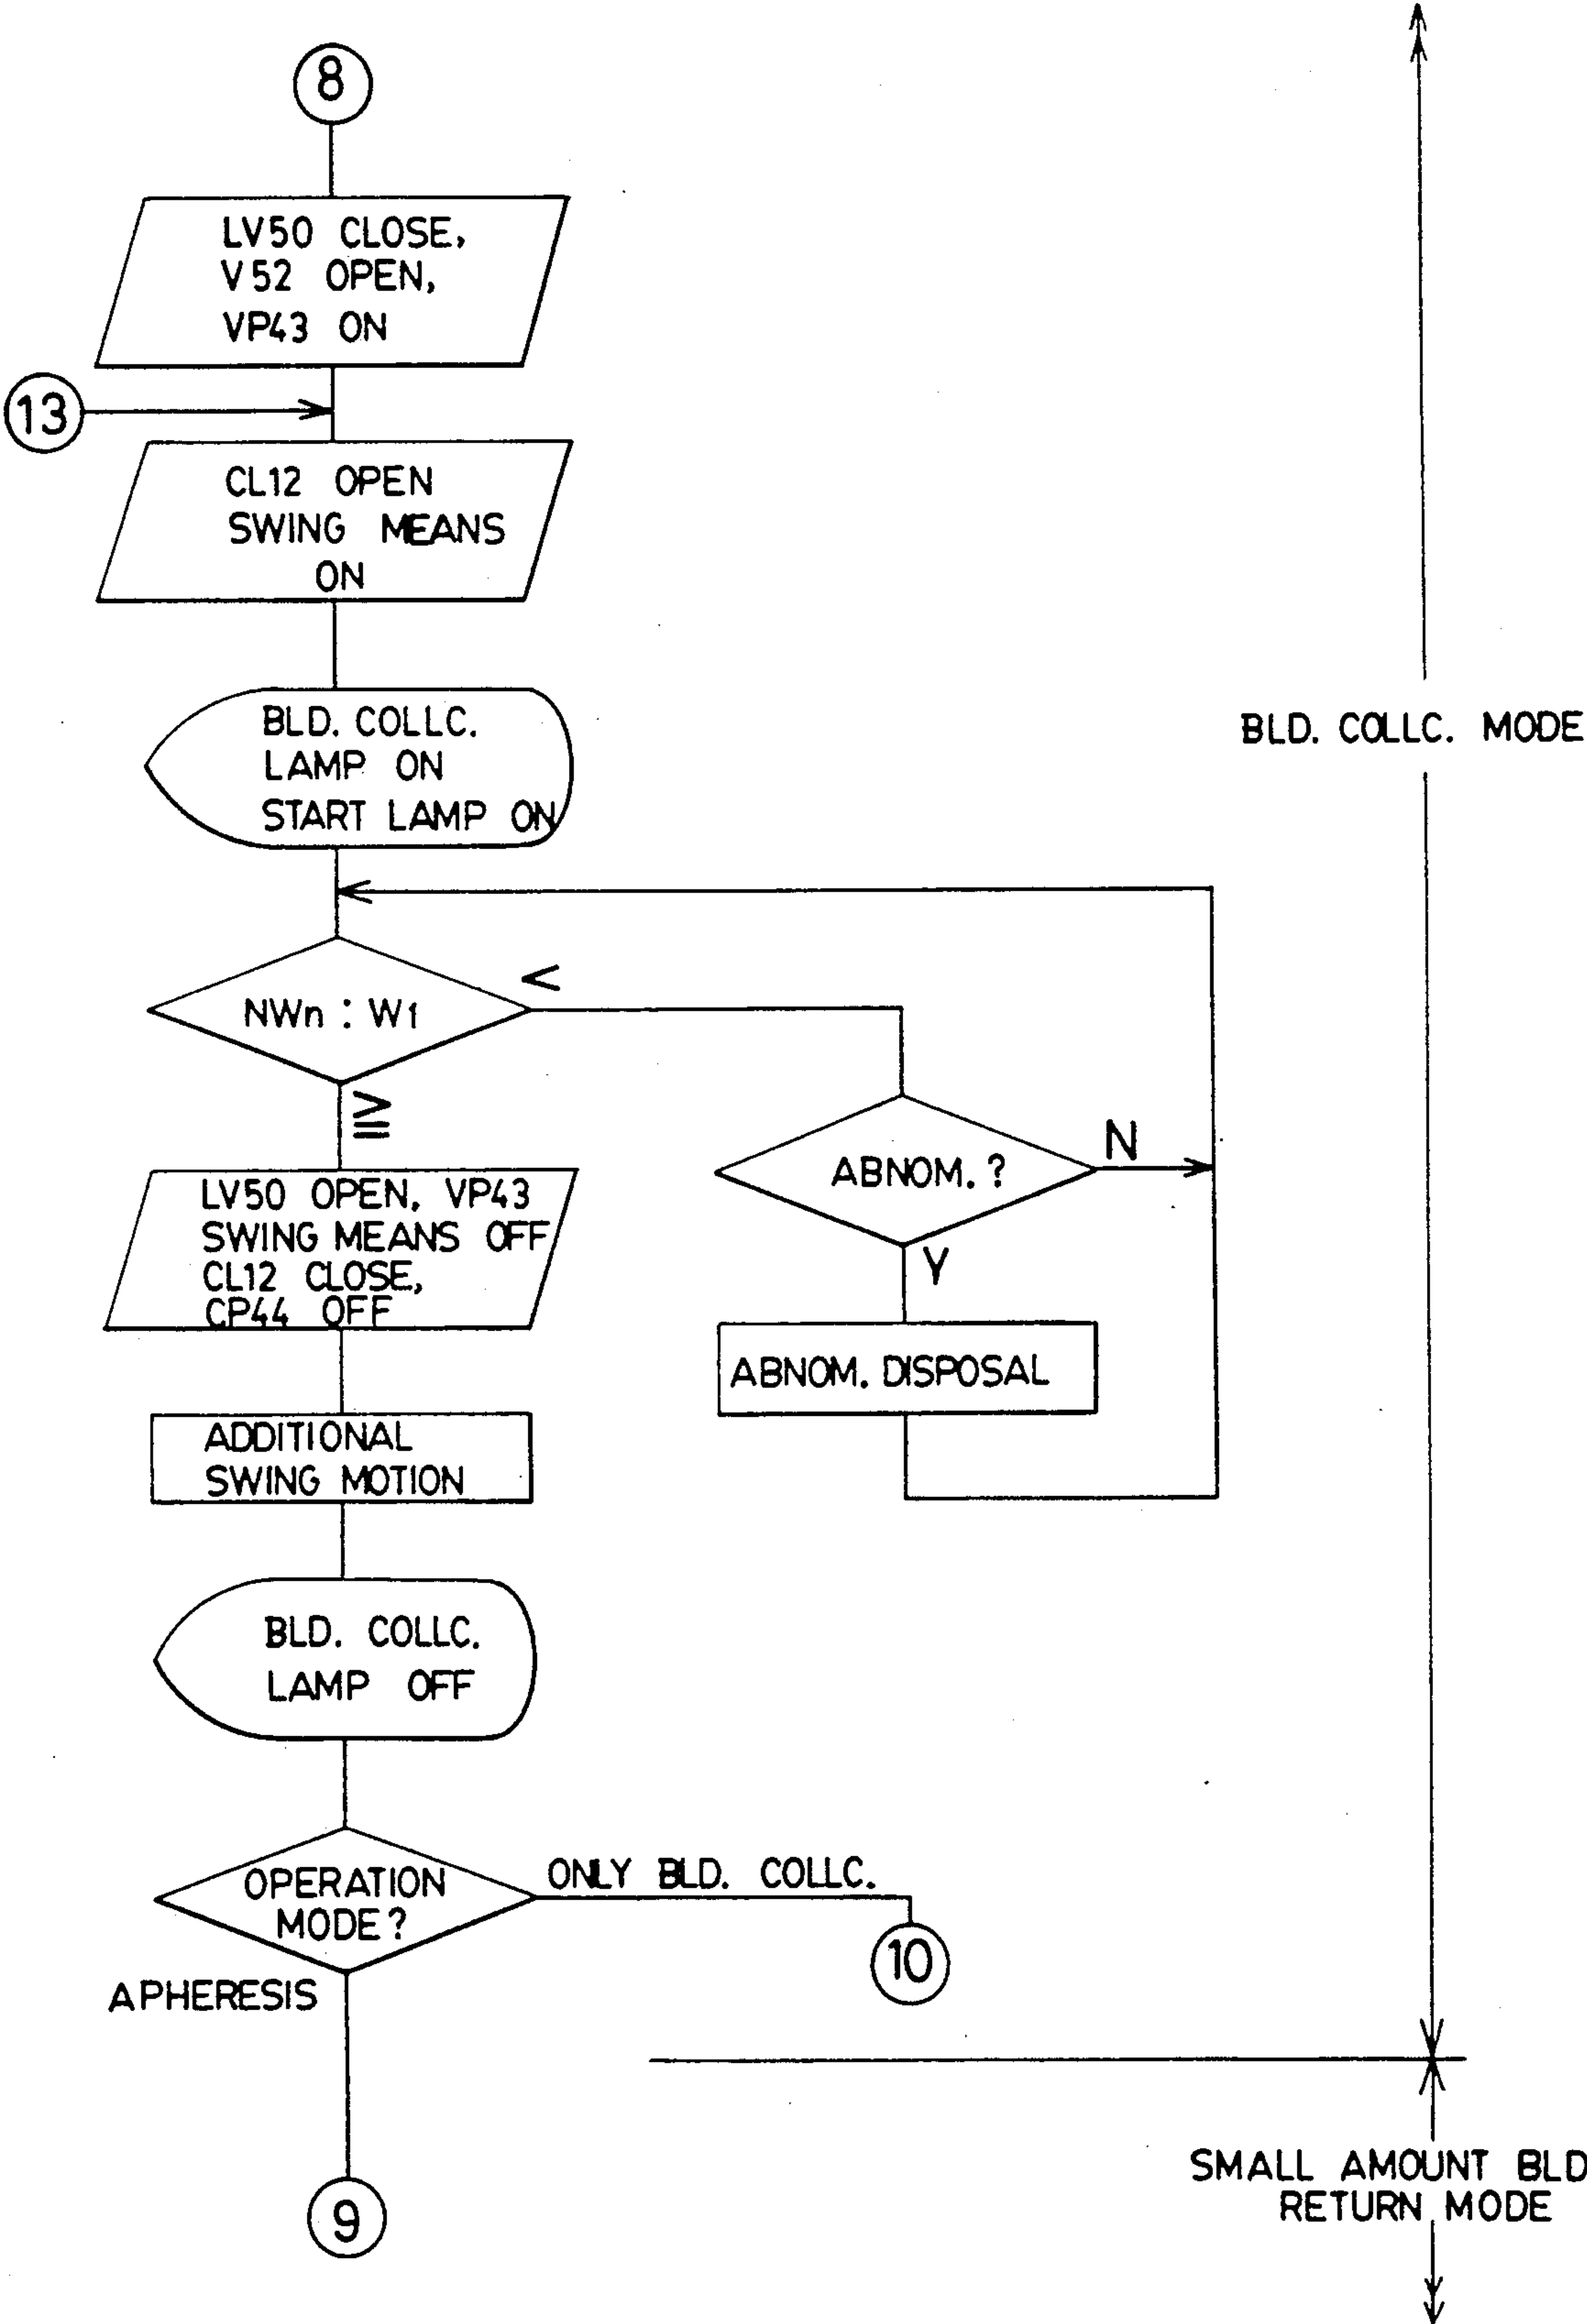 8
LV50 CLOSE,
V52 OPEN,
VP43 ON
13
CL12 OPEN
SWING MEANS
ON
BLD. COLLC.
LAMP ON
START LAMP ON
BLD. COLLC. MODE
NWn : W1
<
≧
ABNOM. ?
N
Y
LV50 OPEN, VP43
SWING MEANS OFF
CL12 CLOSE,
CP44 OFF
ABNOM. DISPOSAL
ADDITIONAL
SWING MOTION
BLD. COLLC.
LAMP OFF
OPERATION
MODE?
ONLY BLD. COLLC.
10
APHERESIS
SMALL AMOUNT BLD
RETURN MODE
9